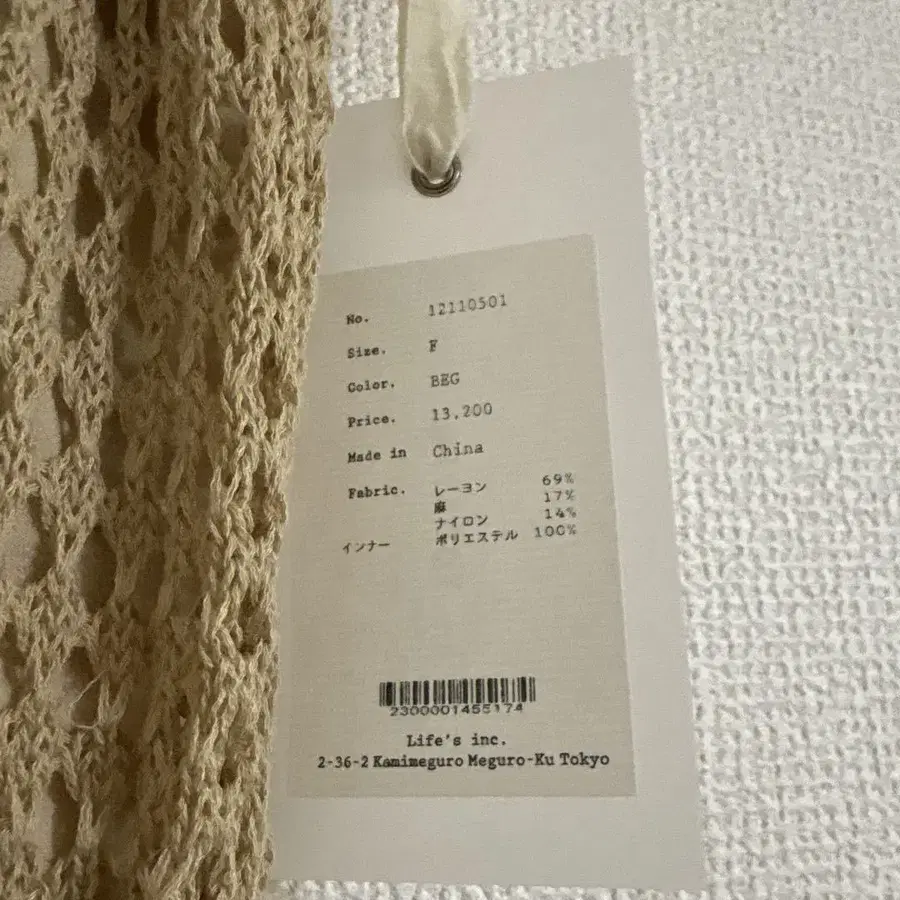 No. 12110501
Size. F
Color. BEG
Price. 13,200
Made in China
Fabric. レーヨン 69%
麻 17%
ナイロン 14%
インナー ポリエステル 100%
2300001455174
Life's inc.
2-36-2 Kamimeguro Meguro-Ku Tokyo